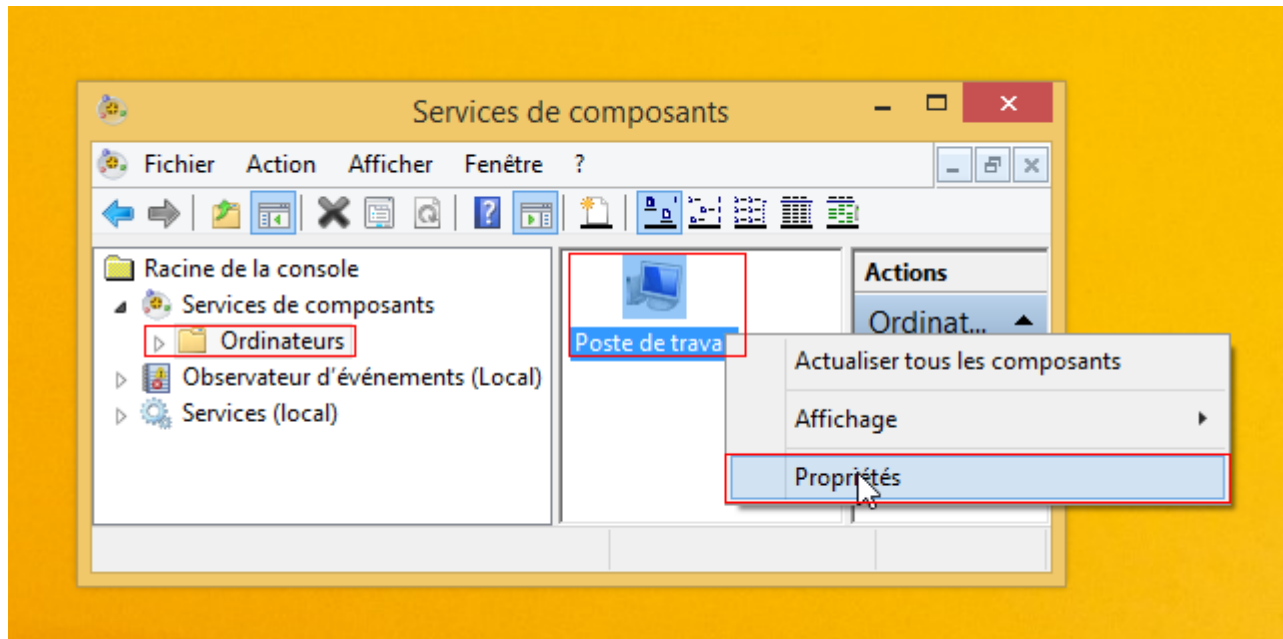 Services de composants
Fichier Action Afficher Fenêtre ?
Racine de la console
Services de composants
Ordinateurs
Observateur d'événements (Local)
Services (local)
Poste de trava
Actions
Ordinat...
Actualiser tous les composants
Affichage
Propriétés